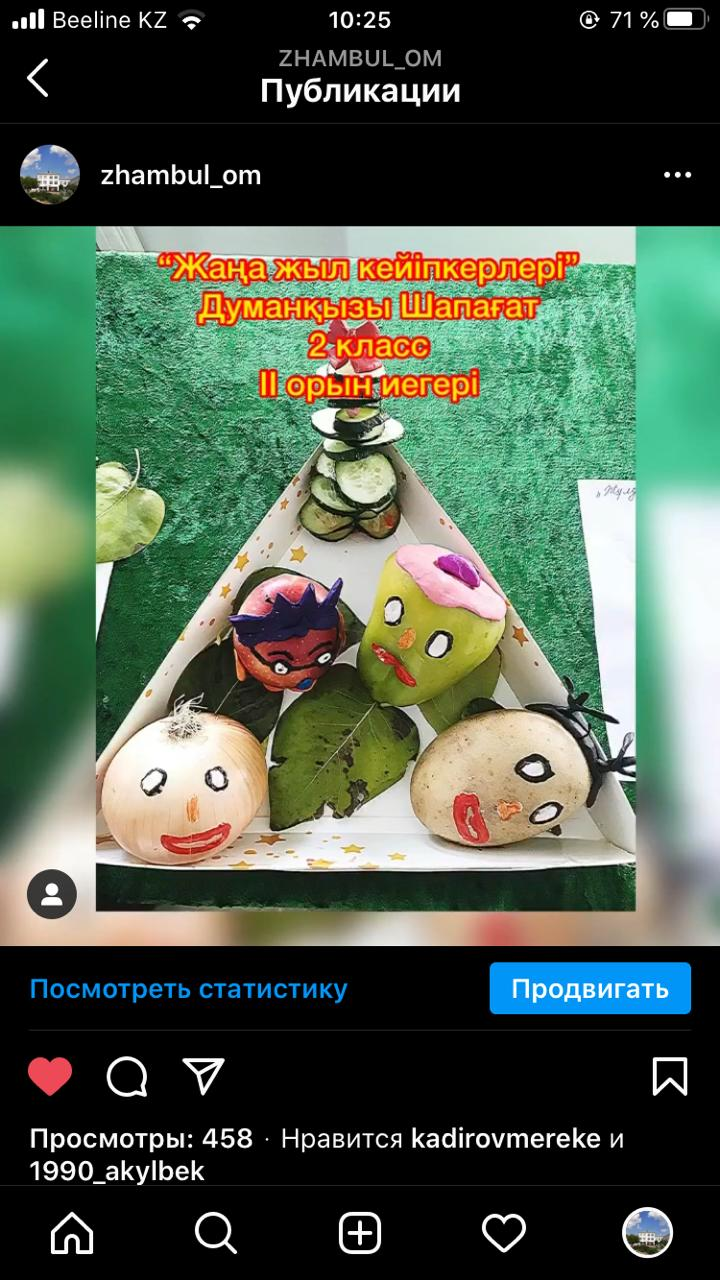 Beeline KZ 10:25 71 %
ZHAMBUL_OM
Публикации
zhambul_om
“Жаңа жыл кейіпкерлері”
Думанқызы Шапағат
2 класс
II орын иегері
Посмотреть статистику Продвигать
Просмотры: 458 · Нравится kadirovmereke и
1990_akylbek